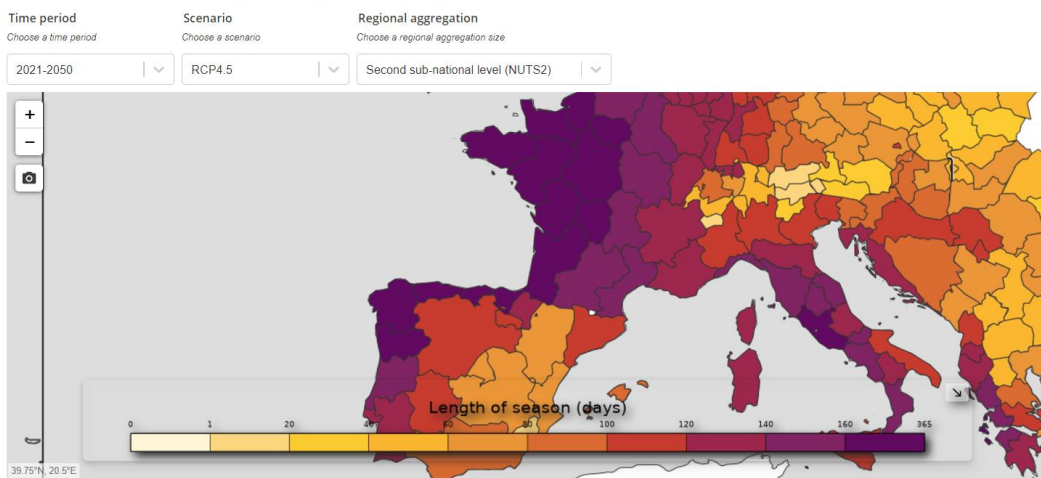 Time period
Scenario
Regional aggregation
Choose a time period
Choose a scenario
Choose a regional aggregation size
2021-2050
RCP4.5
Second sub-national level (NUTS2)
+
−
Length of season (days)
0 1 20 40 60 80 100 120 140 160 365
39.75°N, 20.5°E